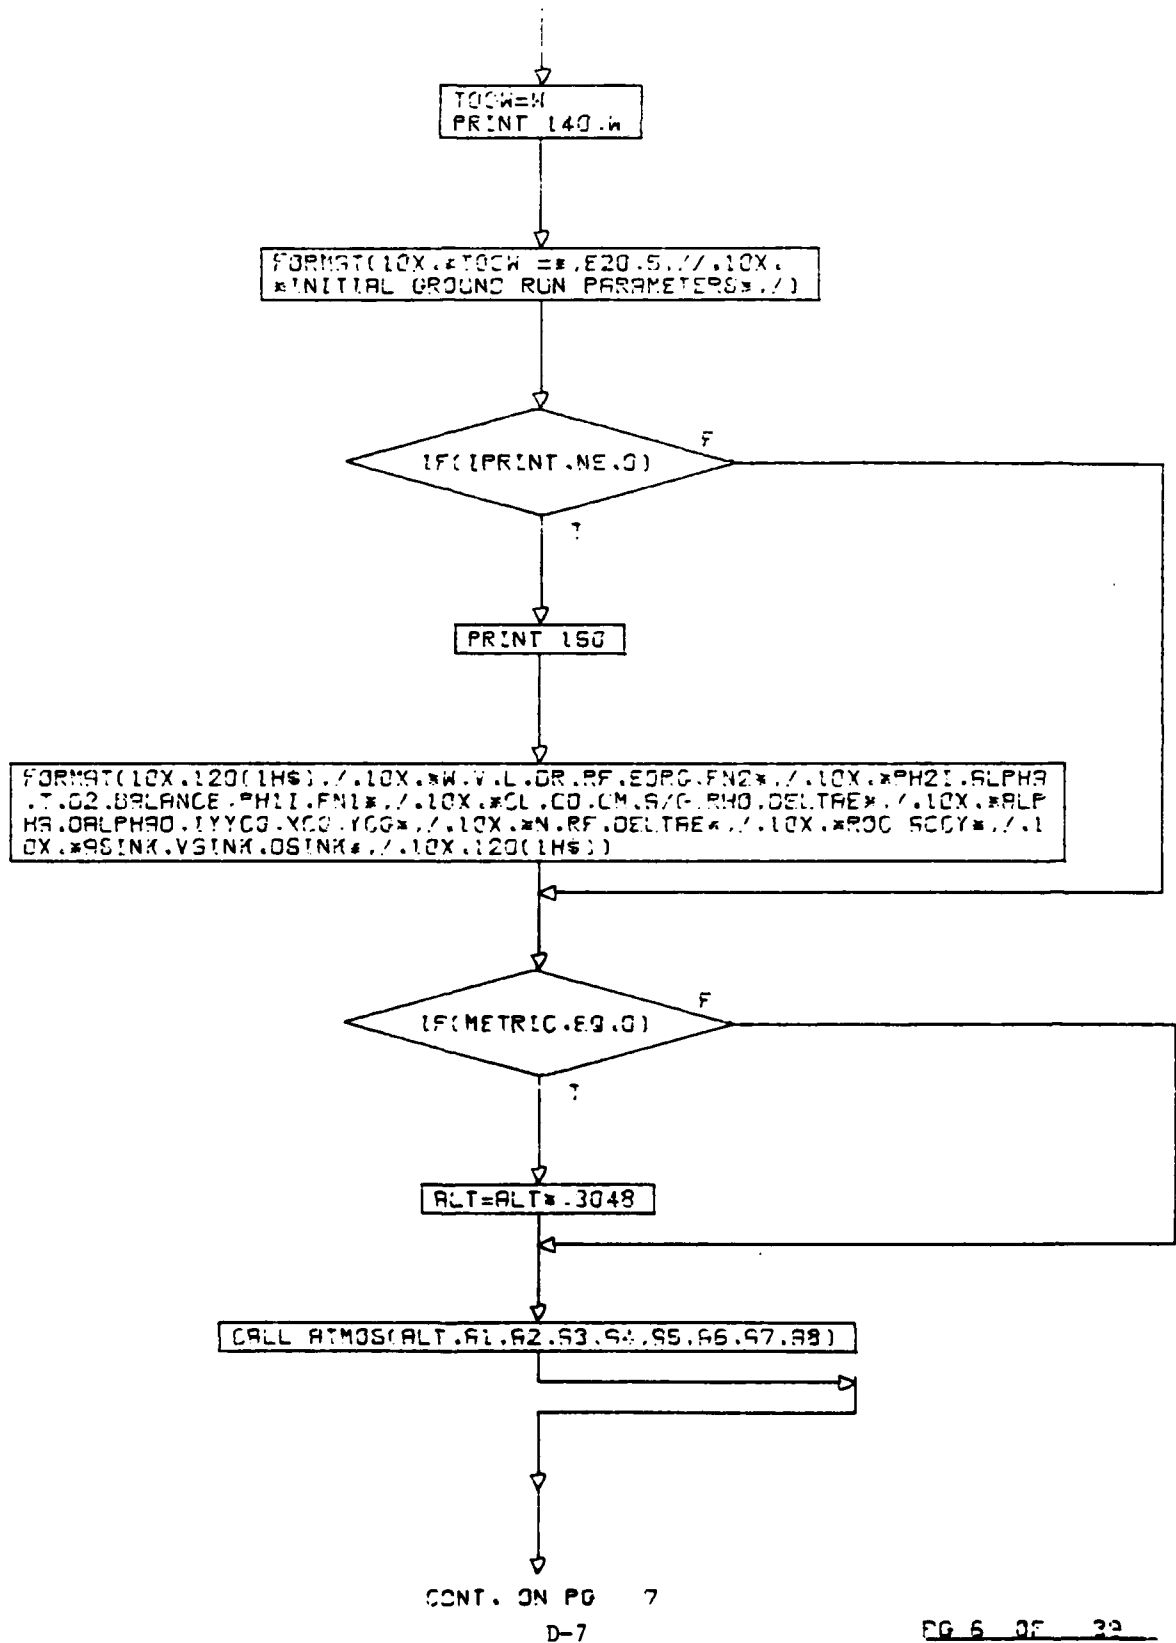 TOGW=W
PRINT 140,W
FORMAT(10X,*TOGW =*,E20.5,//,10X,
*INITIAL GROUND RUN PARAMETERS*,/)
IF(IPRINT.NE.0)
F
T
PRINT 150
FORMAT(10X,120(1H$),/,10X,*W,V,L,DR,RF,EDRG,FN2*,/,10X,*PH2I,ALPHA
,T,Q2,BALANCE,PH1I,FN1*,/,10X,*CL,CD,CM,S/G,RHO,DELTAE*,/,10X,*ALP
HA,DALPHAD,IYYCG,XCG,YCG*,/,10X,*N,RF,DELTAE*,/,10X,*ROC ACCY*,/,1
0X,*ASINK,VSINK,DSINK*,/,10X,120(1H$))
IF(METRIC.EQ.0)
F
T
ALT=ALT*.3048
CALL ATMOS(ALT,A1,A2,A3,A4,A5,A6,A7,A8)
CONT. ON PG 7
D-7
PG 6 OF 39